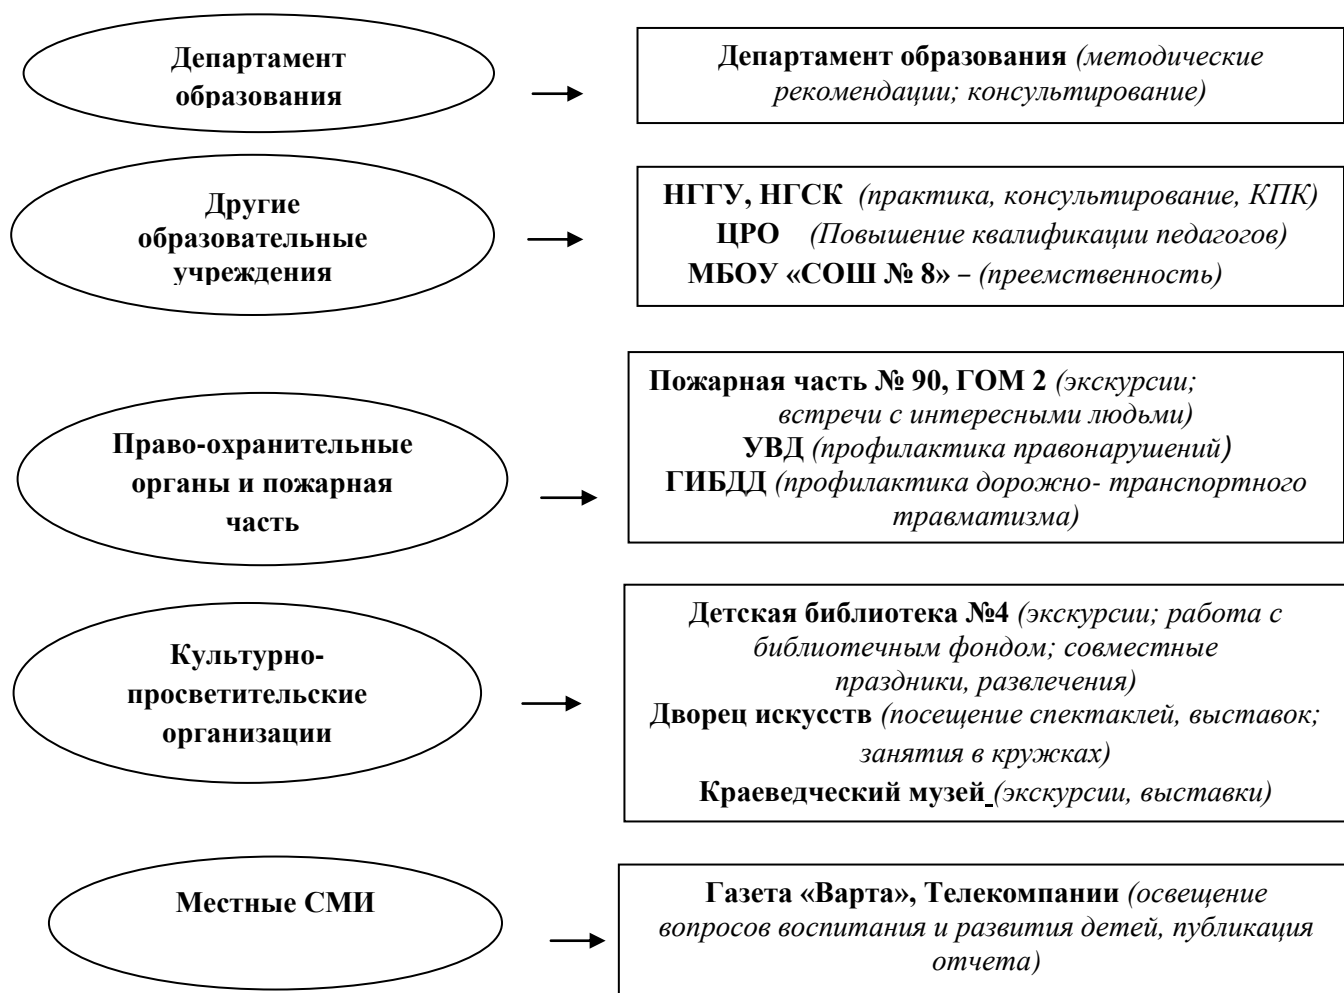 Департамент
образования
Департамент образования (методические
рекомендации; консультирование)
Другие
образовательные
учреждения
НГГУ, НГСК (практика, консультирование, КПК)
ЦРО (Повышение квалификации педагогов)
МБОУ «СОШ № 8» – (преемственность)
Право-охранительные
органы и пожарная
часть
Пожарная часть № 90, ГОМ 2 (экскурсии;
встречи с интересными людьми)
УВД (профилактика правонарушений)
ГИБДД (профилактика дорожно- транспортного
травматизма)
Культурно-
просветительские
организации
Детская библиотека №4 (экскурсии; работа с
библиотечным фондом; совместные
праздники, развлечения)
Дворец искусств (посещение спектаклей, выставок;
занятия в кружках)
Краеведческий музей (экскурсии, выставки)
Местные СМИ
Газета «Варта», Телекомпании (освещение
вопросов воспитания и развития детей, публикация
отчета)